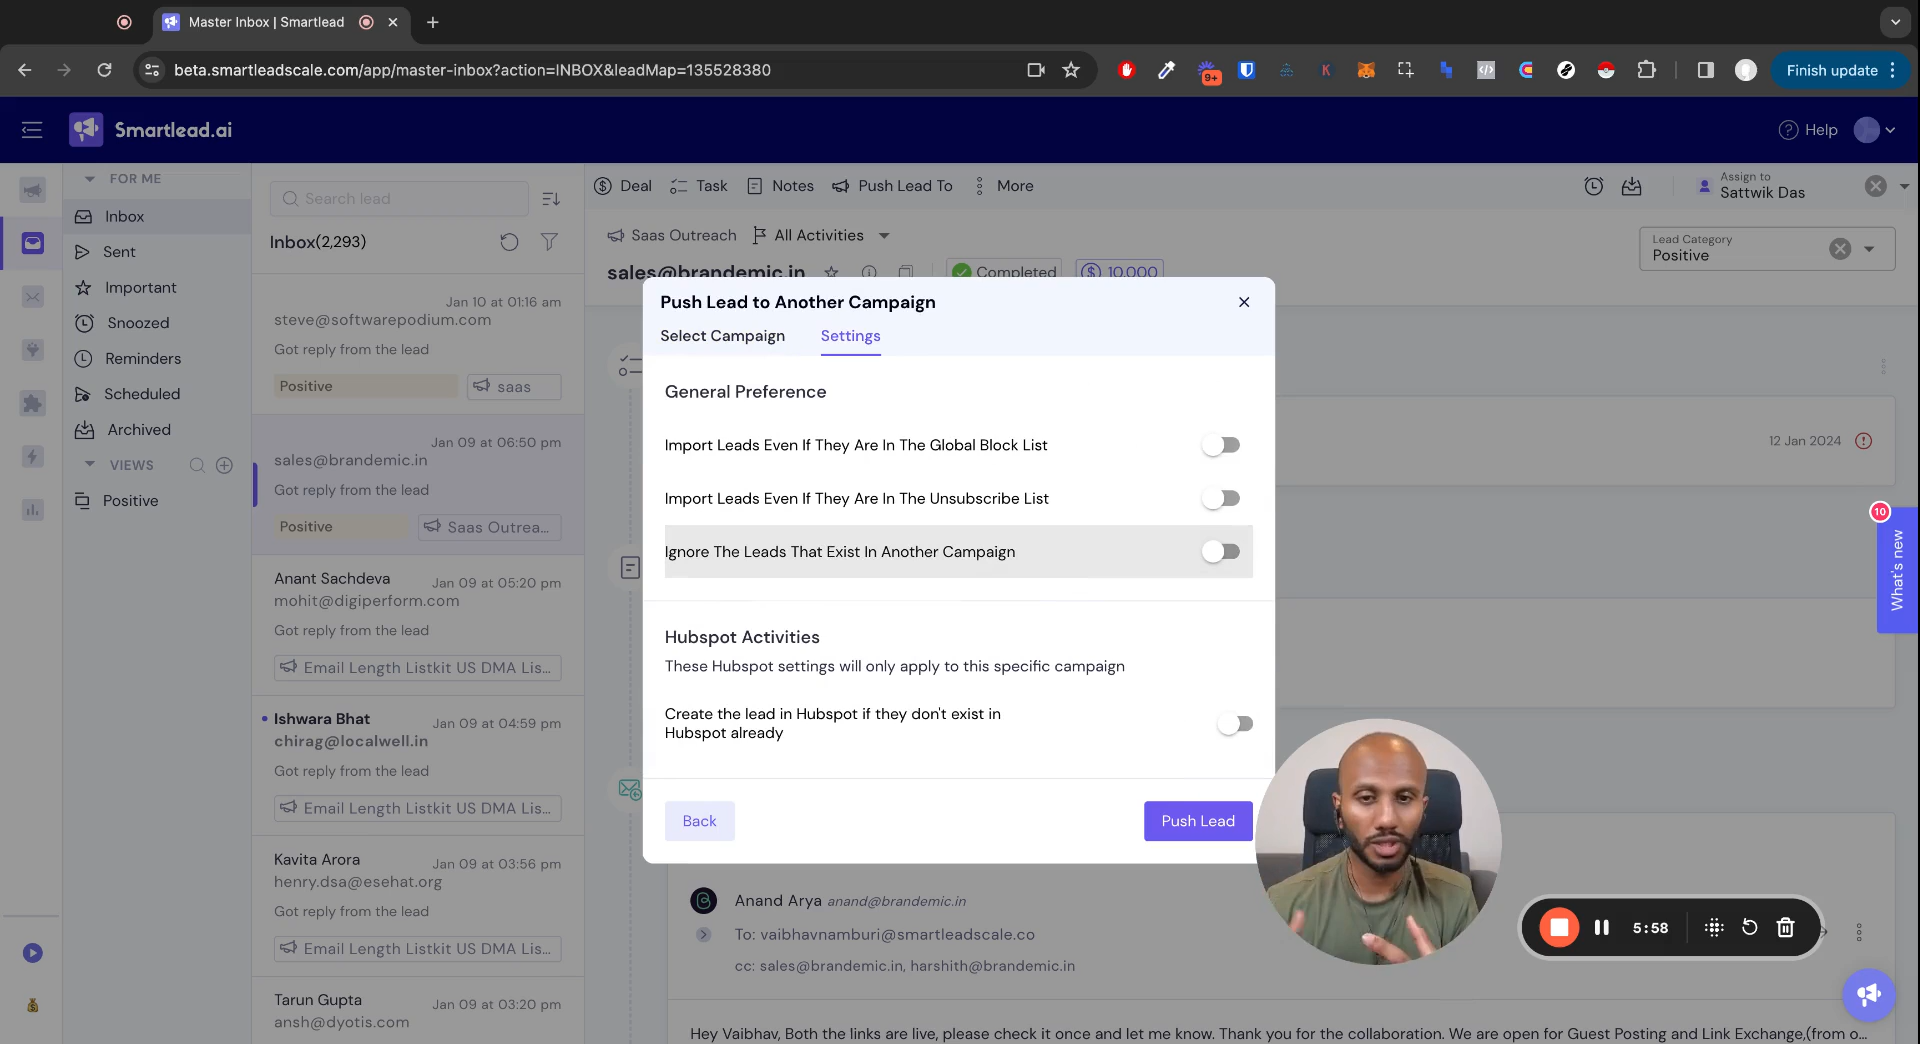 Master Inbox | Smartlead
beta.smartleadscale.com/app/master-inbox?action=INBOX&leadMap=135528380
9+
K
Finish update
Smartlead.ai
Help
FOR ME
Inbox
Sent
Important
Snoozed
Reminders
Scheduled
Archived
VIEWS
Positive
Search lead
Inbox(2,293)
Jan 10 at 01:16 am
steve@softwarepodium.com
Got reply from the lead
Positive
saas
Jan 09 at 06:50 pm
sales@brandemic.in
Got reply from the lead
Positive
Saas Outrea...
Anant Sachdeva
Jan 09 at 05:20 pm
mohit@digiperform.com
Got reply from the lead
Email Length Listkit US DMA Lis...
Ishwara Bhat
Jan 09 at 04:59 pm
chirag@localwell.in
Got reply from the lead
Email Length Listkit US DMA Lis...
Kavita Arora
Jan 09 at 03:56 pm
henry.dsa@esehat.org
Got reply from the lead
Email Length Listkit US DMA Lis...
Tarun Gupta
Jan 09 at 03:20 pm
ansh@dyotis.com
Deal
Task
Notes
Push Lead To
More
Assign to
Sattwik Das
Saas Outreach
All Activities
Lead Category
Positive
sales@brandemic.in
Completed
10,000
12 Jan 2024
Push Lead to Another Campaign
Select Campaign
Settings
General Preference
Import Leads Even If They Are In The Global Block List
Import Leads Even If They Are In The Unsubscribe List
Ignore The Leads That Exist In Another Campaign
Hubspot Activities
These Hubspot settings will only apply to this specific campaign
Create the lead in Hubspot if they don't exist in
Hubspot already
Back
Push Lead
10
What's new
Anand Arya anand@brandemic.in
To: vaibhavnamburi@smartleadscale.co
cc: sales@brandemic.in, harshith@brandemic.in
5:58
Hey Vaibhav, Both the links are live, please check it once and let me know. Thank you for the collaboration. We are open for Guest Posting and Link Exchange,(from o...